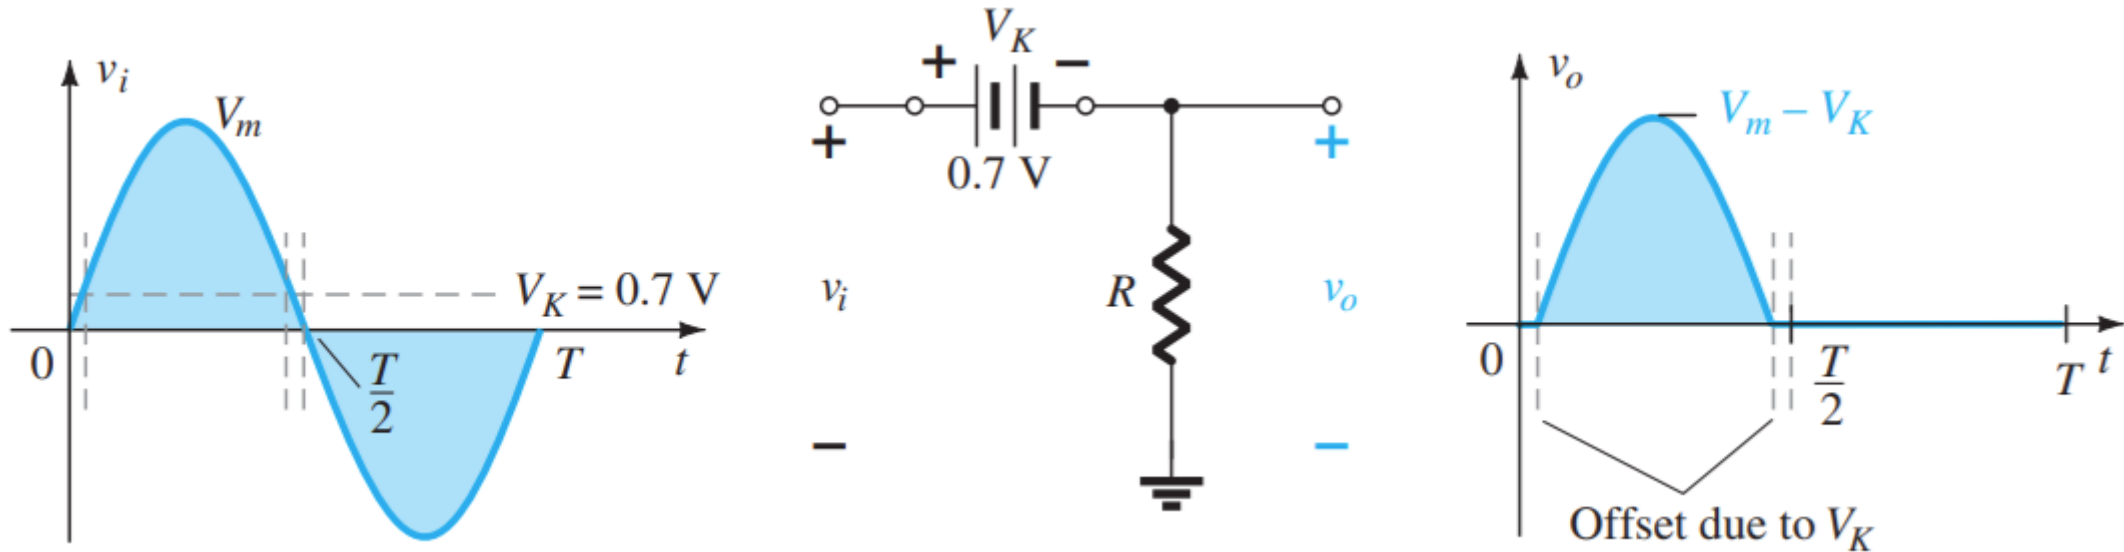 v_i
V_m
V_K = 0.7 V
0
T/2
T
t
V_K
+ −
0.7 V
+ +
v_i
R
v_o
− −
v_o
V_m − V_K
0
T/2
T
t
Offset due to V_K